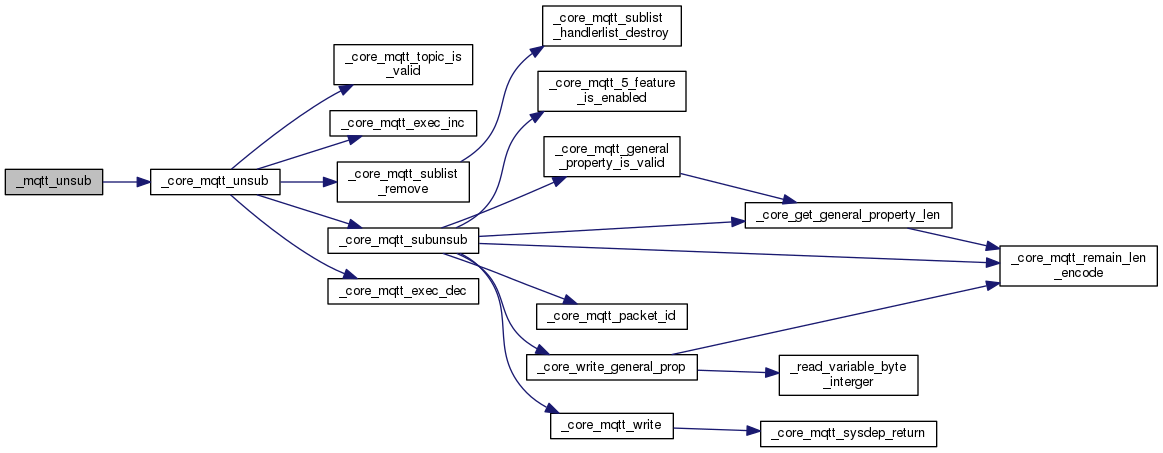 _mqtt_unsub
_core_mqtt_unsub
_core_mqtt_topic_is
_valid
_core_mqtt_exec_inc
_core_mqtt_sublist
_remove
_core_mqtt_subunsub
_core_mqtt_exec_dec
_core_mqtt_sublist
_handlerlist_destroy
_core_mqtt_5_feature
_is_enabled
_core_mqtt_general
_property_is_valid
_core_get_general_property_len
_core_mqtt_remain_len
_encode
_core_mqtt_packet_id
_core_write_general_prop
_read_variable_byte
_interger
_core_mqtt_write
_core_mqtt_sysdep_return